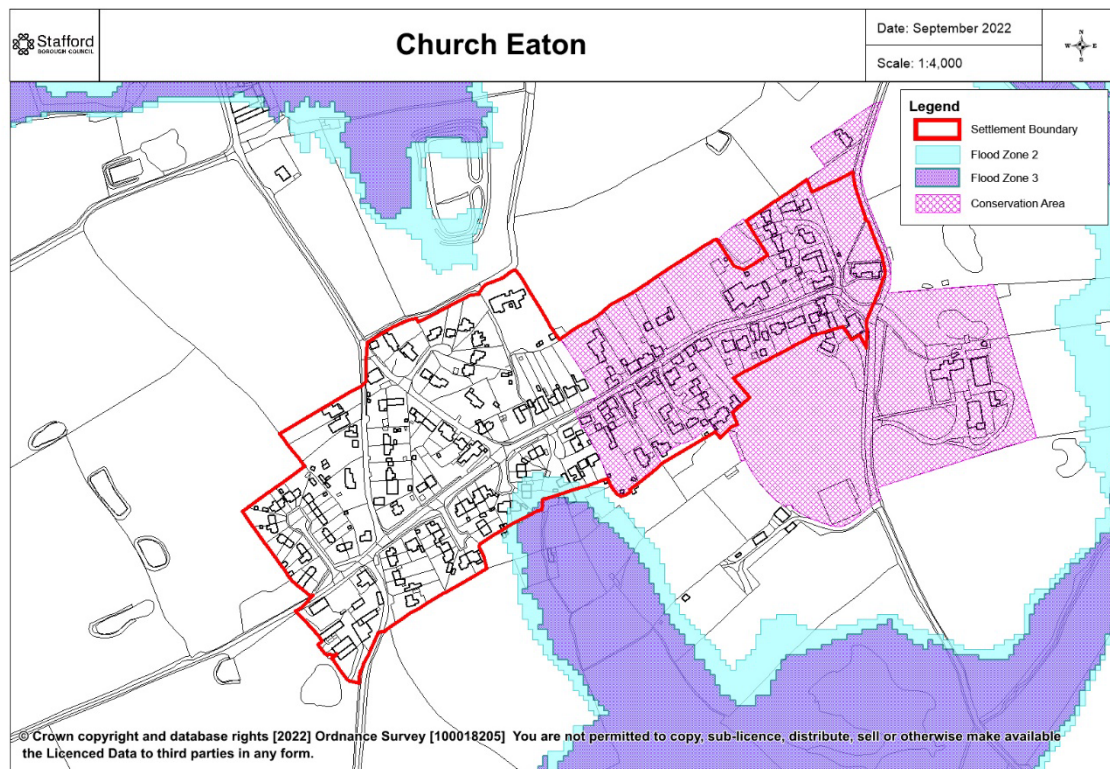 Stafford
BOROUGH COUNCIL
Church Eaton
Date: September 2022
Scale: 1:4,000
N
W E
S
Legend
Settlement Boundary
Flood Zone 2
Flood Zone 3
Conservation Area
© Crown copyright and database rights [2022] Ordnance Survey [100018205] You are not permitted to copy, sub-licence, distribute, sell or otherwise make available
the Licenced Data to third parties in any form.